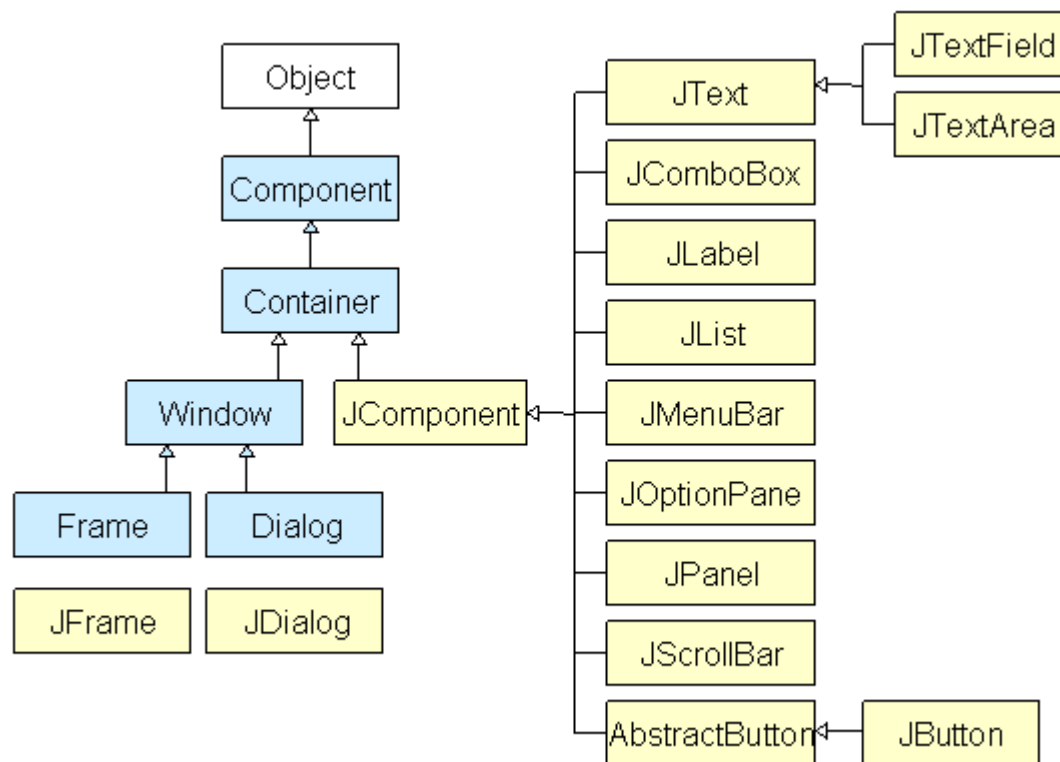 Object
Component
Container
Window
JComponent
Frame
Dialog
JFrame
JDialog
JText
JComboBox
JLabel
JList
JMenuBar
JOptionPane
JPanel
JScrollBar
AbstractButton
JTextField
JTextArea
JButton